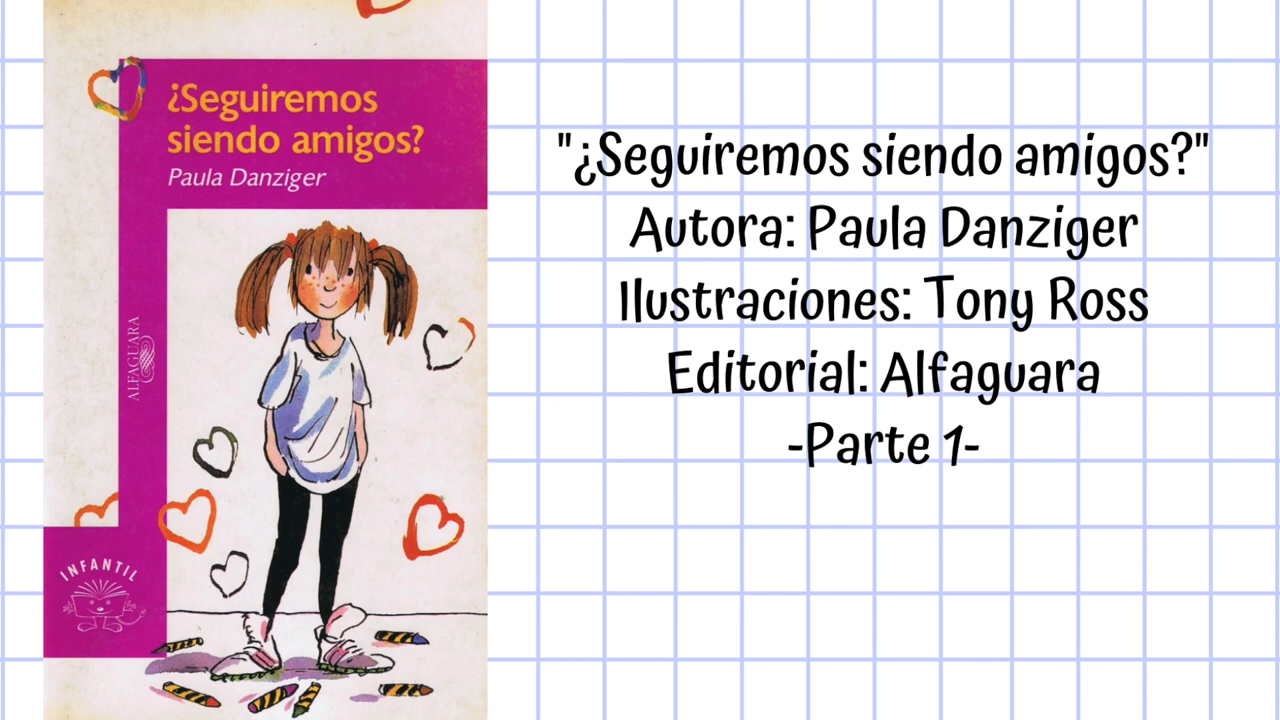 ¿Seguiremos
siendo amigos?
Paula Danziger
ALFAGUARA
INFANTIL
"¿Seguiremos siendo amigos?"
Autora: Paula Danziger
Ilustraciones: Tony Ross
Editorial: Alfaguara
-Parte 1-